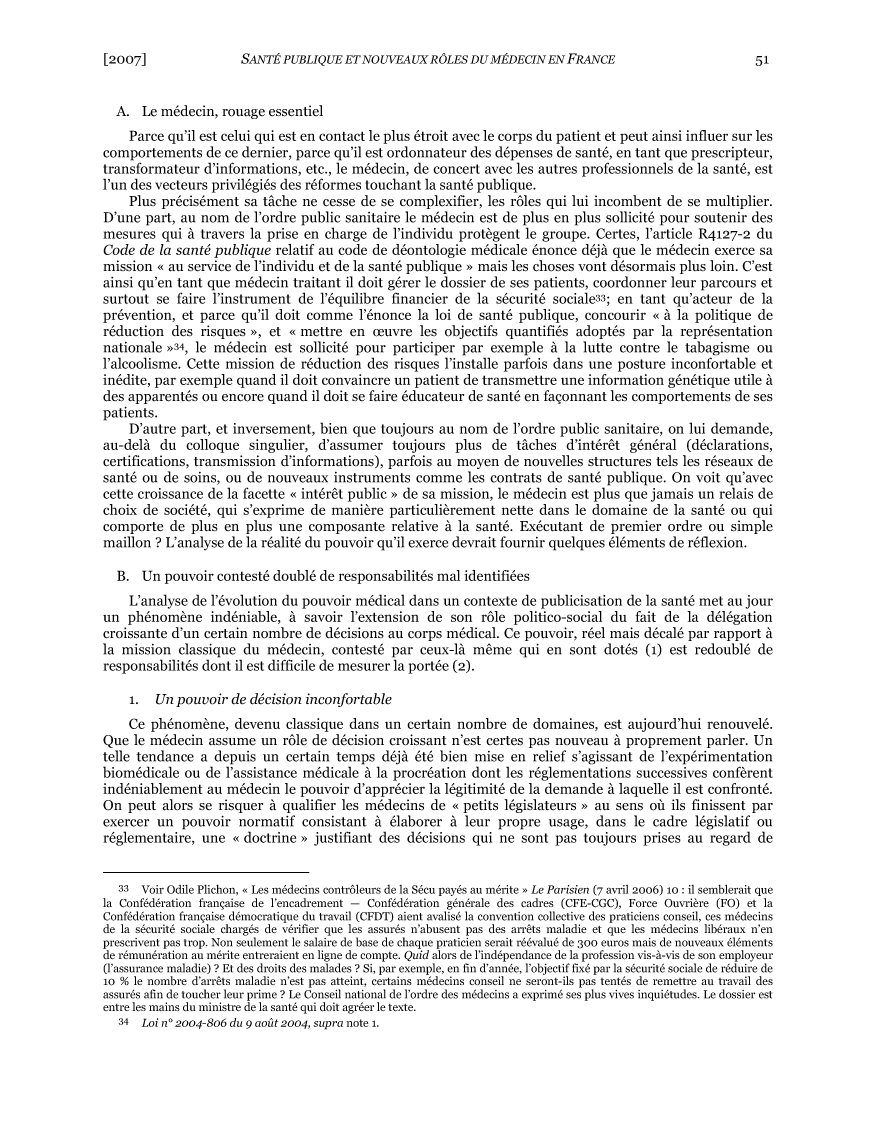 [2007] SANTÉ PUBLIQUE ET NOUVEAUX RÔLES DU MÉDECIN EN FRANCE 51
A. Le médecin, rouage essentiel
Parce qu'il est celui qui est en contact le plus étroit avec le corps du patient et peut ainsi influer sur les
comportements de ce dernier, parce qu'il est ordonnateur des dépenses de santé, en tant que prescripteur,
transformateur d'informations, etc., le médecin, de concert avec les autres professionnels de la santé, est
l'un des vecteurs privilégiés des réformes touchant la santé publique.
Plus précisément sa tâche ne cesse de se complexifier, les rôles qui lui incombent de se multiplier.
D'une part, au nom de l'ordre public sanitaire le médecin est de plus en plus sollicité pour soutenir des
mesures qui à travers la prise en charge de l'individu protègent le groupe. Certes, l'article R4127-2 du
Code de la santé publique relatif au code de déontologie médicale énonce déjà que le médecin exerce sa
mission « au service de l'individu et de la santé publique » mais les choses vont désormais plus loin. C'est
ainsi qu'en tant que médecin traitant il doit gérer le dossier de ses patients, coordonner leur parcours et
surtout se faire l'instrument de l'équilibre financier de la sécurité sociale33; en tant qu'acteur de la
prévention, et parce qu'il doit comme l'énonce la loi de santé publique, concourir « à la politique de
réduction des risques », et « mettre en œuvre les objectifs quantifiés adoptés par la représentation
nationale »34, le médecin est sollicité pour participer par exemple à la lutte contre le tabagisme ou
l'alcoolisme. Cette mission de réduction des risques l'installe parfois dans une posture inconfortable et
inédite, par exemple quand il doit convaincre un patient de transmettre une information génétique utile à
des apparentés ou encore quand il doit se faire éducateur de santé en façonnant les comportements de ses
patients.
D'autre part, et inversement, bien que toujours au nom de l'ordre public sanitaire, on lui demande,
au-delà du colloque singulier, d'assumer toujours plus de tâches d'intérêt général (déclarations,
certifications, transmission d'informations), parfois au moyen de nouvelles structures tels les réseaux de
santé ou de soins, ou de nouveaux instruments comme les contrats de santé publique. On voit qu'avec
cette croissance de la facette « intérêt public » de sa mission, le médecin est plus que jamais un relais de
choix de société, qui s'exprime de manière particulièrement nette dans le domaine de la santé ou qui
comporte de plus en plus une composante relative à la santé. Exécutant de premier ordre ou simple
maillon ? L'analyse de la réalité du pouvoir qu'il exerce devrait fournir quelques éléments de réflexion.
B. Un pouvoir contesté doublé de responsabilités mal identifiées
L'analyse de l'évolution du pouvoir médical dans un contexte de publicisation de la santé met au jour
un phénomène indéniable, à savoir l'extension de son rôle politico-social du fait de la délégation
croissante d'un certain nombre de décisions au corps médical. Ce pouvoir, réel mais décalé par rapport à
la mission classique du médecin, contesté par ceux-là même qui en sont dotés (1) est redoublé de
responsabilités dont il est difficile de mesurer la portée (2).
1. Un pouvoir de décision inconfortable
Ce phénomène, devenu classique dans un certain nombre de domaines, est aujourd'hui renouvelé.
Que le médecin assume un rôle de décision croissant n'est certes pas nouveau à proprement parler. Un
telle tendance a depuis un certain temps déjà été bien mise en relief s'agissant de l'expérimentation
biomédicale ou de l'assistance médicale à la procréation dont les réglementations successives confèrent
indéniablement au médecin le pouvoir d'apprécier la légitimité de la demande à laquelle il est confronté.
On peut alors se risquer à qualifier les médecins de « petits législateurs » au sens où ils finissent par
exercer un pouvoir normatif consistant à élaborer à leur propre usage, dans le cadre législatif ou
réglementaire, une « doctrine » justifiant des décisions qui ne sont pas toujours prises au regard de
33 Voir Odile Plichon, « Les médecins contrôleurs de la Sécu payés au mérite » Le Parisien (7 avril 2006) 10 : il semblerait que
la Confédération française de l'encadrement — Confédération générale des cadres (CFE-CGC), Force Ouvrière (FO) et la
Confédération française démocratique du travail (CFDT) aient avalisé la convention collective des praticiens conseil, ces médecins
de la sécurité sociale chargés de vérifier que les assurés n'abusent pas des arrêts maladie et que les médecins libéraux n'en
prescrivent pas trop. Non seulement le salaire de base de chaque praticien serait réévalué de 300 euros mais de nouveaux éléments
de rémunération au mérite entreraient en ligne de compte. Quid alors de l'indépendance de la profession vis-à-vis de son employeur
(l'assurance maladie) ? Et des droits des malades ? Si, par exemple, en fin d'année, l'objectif fixé par la sécurité sociale de réduire de
10 % le nombre d'arrêts maladie n'est pas atteint, certains médecins conseil ne seront-ils pas tentés de remettre au travail des
assurés afin de toucher leur prime ? Le Conseil national de l'ordre des médecins a exprimé ses plus vives inquiétudes. Le dossier est
entre les mains du ministre de la santé qui doit agréer le texte.
34 Loi n° 2004-806 du 9 août 2004, supra note 1.